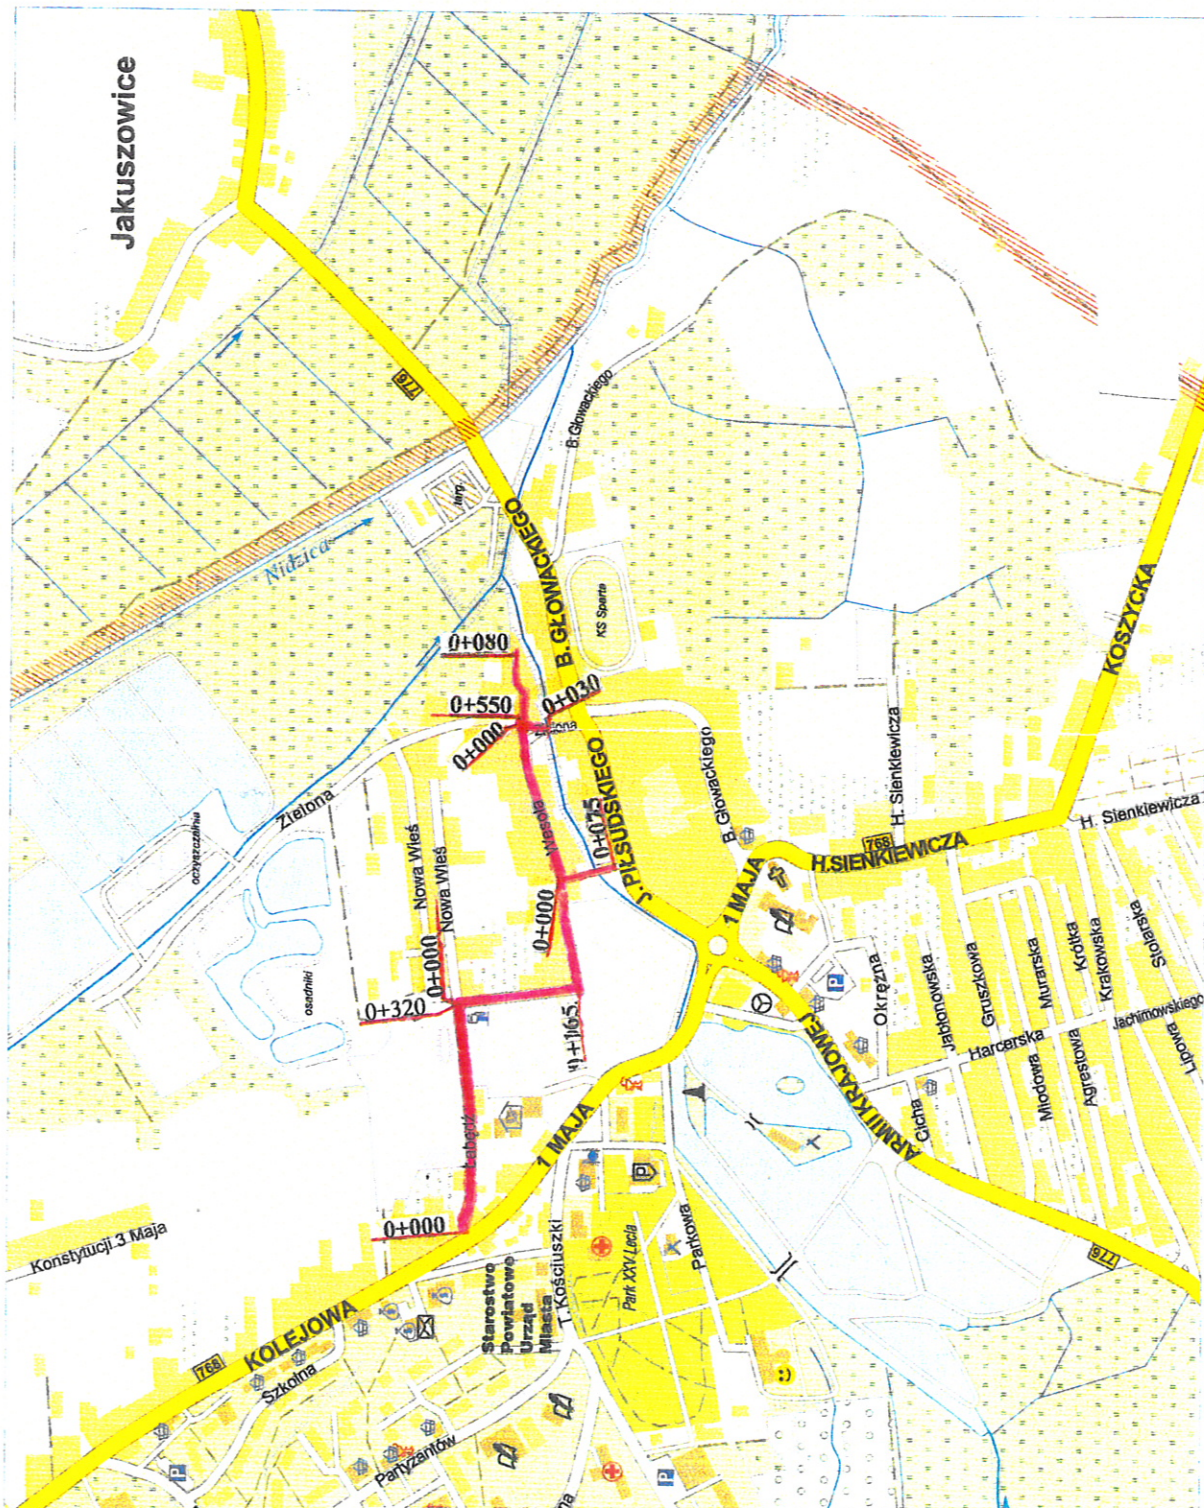 Jakuszowice
776
B.Głowackiego
targ.
Nidzica
B. GŁOWACKIEGO
KS Sparta
0+080
0+550
0+030
0+000
KOSZYCKA
Zielona
oczyszczalnia
Nowa Wieś
Nowa Wieś
Wesoła
0+075
J. PIŁSUDSKIEGO
B. Głowackiego
H. Sienkiewicza
768
H.SIENKIEWICZA
H. Sienkiewicza
1 MAJA
0+000
0+000
0+320
osadniki
Okrężna
Jabłonowska
Gruszkowa
Murarska
Krótka
Krakowska
Stolarska
Jachimowskiego
Lipowa
Harcerska
Miodowa
Agrestowa
Cicha
ARMII KRAJOWEJ
P
1 MAJA
Łabędź
0+000
Konstytucji 3 Maja
KOLEJOWA
768
Szkolna
Starostwo
Powiatowe
Urząd
Miasta
T. Kościuszki
Park XXV-Lecia
Parkowa
P
776
Partyzantów
P
P